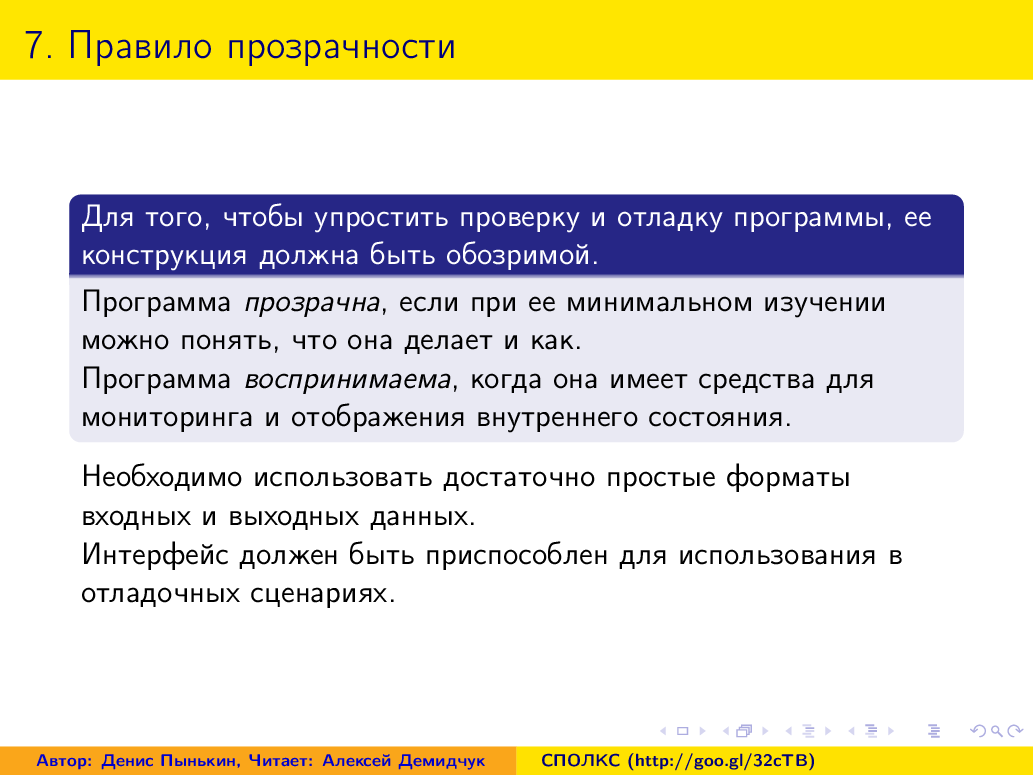 7. Правило прозрачности
Для того, чтобы упростить проверку и отладку программы, ее
конструкция должна быть обозримой.
Программа прозрачна, если при ее минимальном изучении
можно понять, что она делает и как.
Программа воспринимаема, когда она имеет средства для
мониторинга и отображения внутреннего состояния.
Необходимо использовать достаточно простые форматы
входных и выходных данных.
Интерфейс должен быть приспособлен для использования в
отладочных сценариях.
Автор: Денис Пынькин, Читает: Алексей Демидчук
СПОЛКС (http://goo.gl/32cTB)